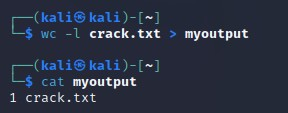 ┌──(kali㉿kali)-[~]
└─$ wc -l crack.txt > myoutput
┌──(kali㉿kali)-[~]
└─$ cat myoutput
1 crack.txt